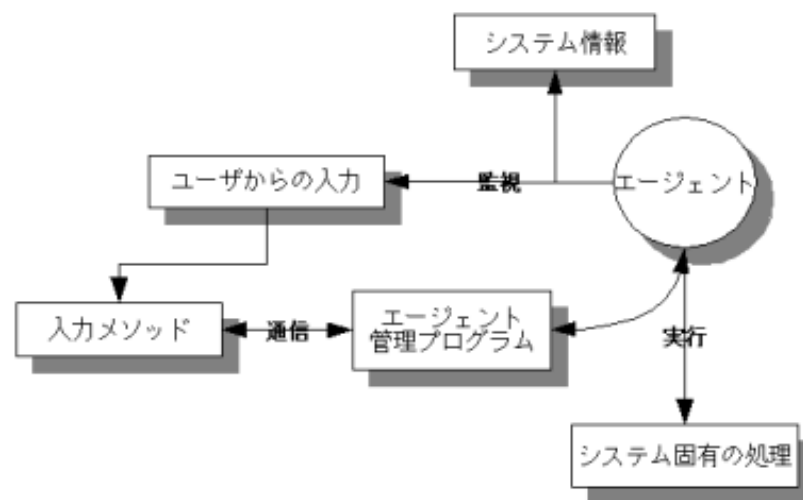 システム情報
ユーザからの入力
監視
エージェント
入力メソッド
通信
エージェント
管理プログラム
実行
システム固有の処理